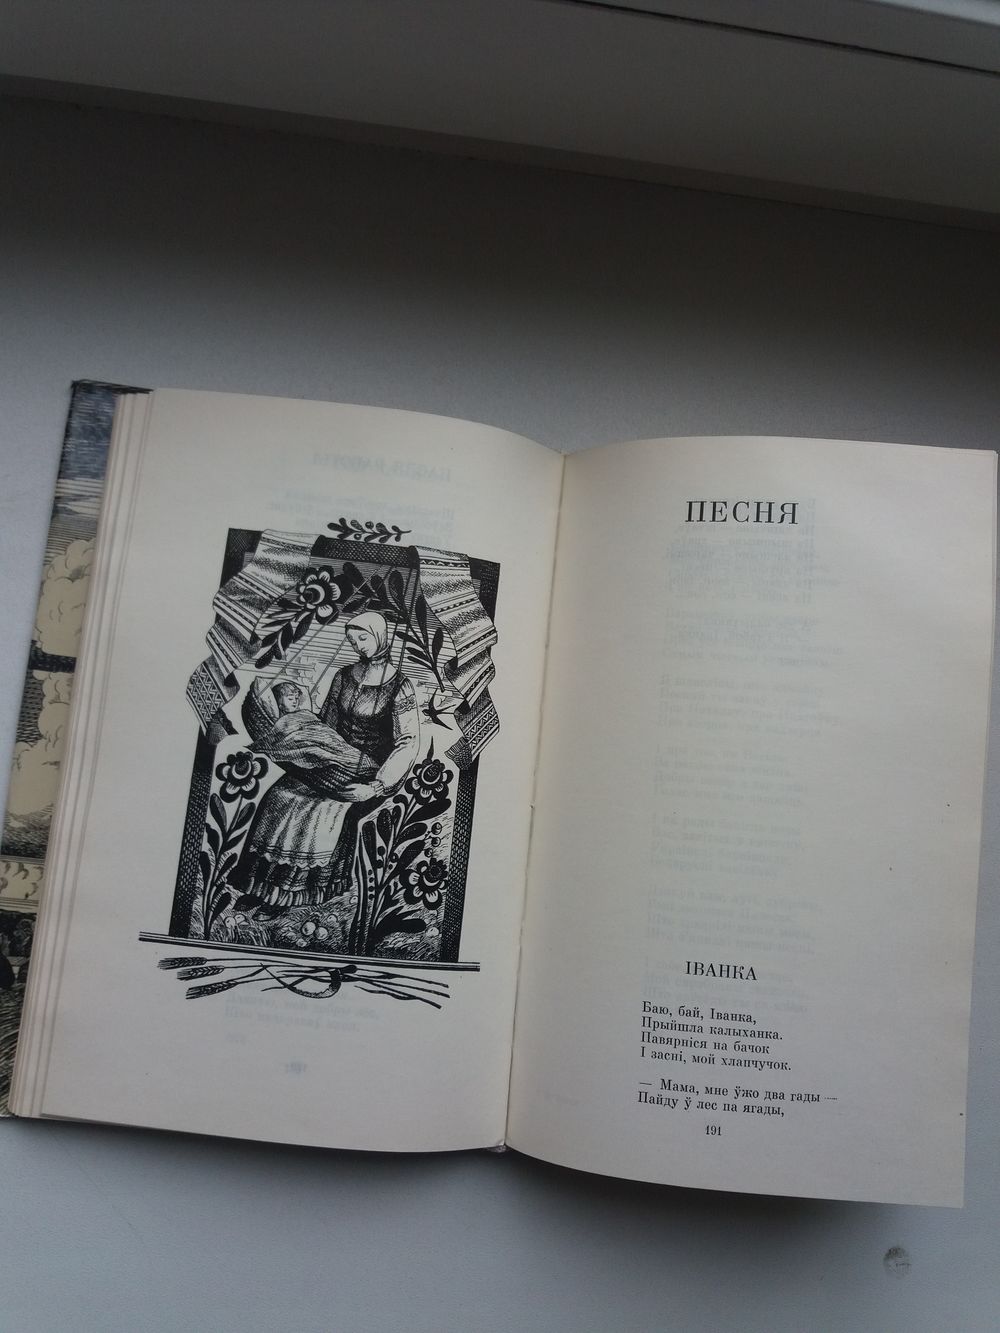 ПЕСНЯ
ІВАНКА
Баю, бай, Іванка,
Прыйшла калыханка.
Павярніся на бачок
І засні, мой хлапчучок.
— Мама, мне ўжо два гады —
Пайду ў лес па ягады,
191